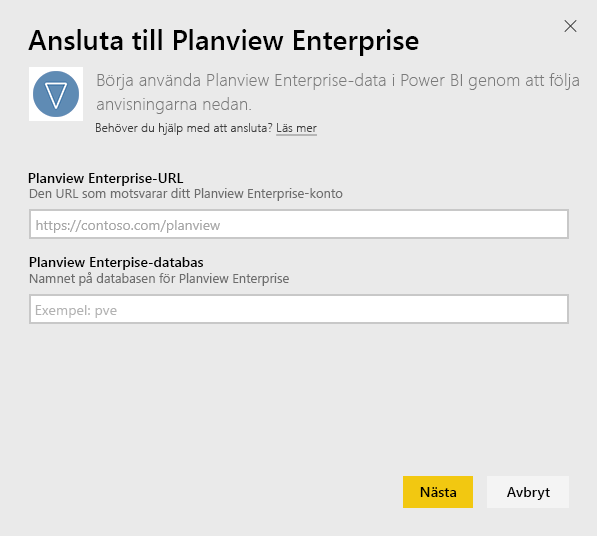 Ansluta till Planview Enterprise
Börja använda Planview Enterprise-data i Power BI genom att följa
anvisningarna nedan.
Behöver du hjälp med att ansluta? Läs mer
Planview Enterprise-URL
Den URL som motsvarar ditt Planview Enterprise-konto
https://contoso.com/planview
Planview Enterpise-databas
Namnet på databasen för Planview Enterprise
Exempel: pve
Nästa
Avbryt